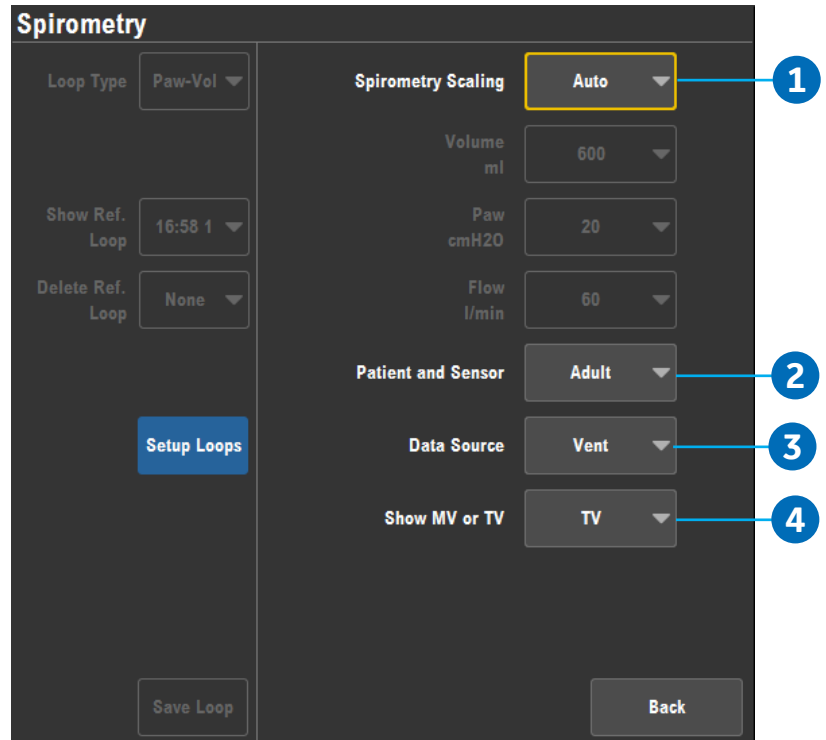 Spirometry
Loop Type Paw-Vol
Show Ref.
Loop
16:58 1
Delete Ref.
Loop
None
Setup Loops
Save Loop
Spirometry Scaling Auto 1
Volume
ml
600
Paw
cmH2O
20
Flow
l/min
60
Patient and Sensor Adult 2
Data Source Vent 3
Show MV or TV TV 4
Back